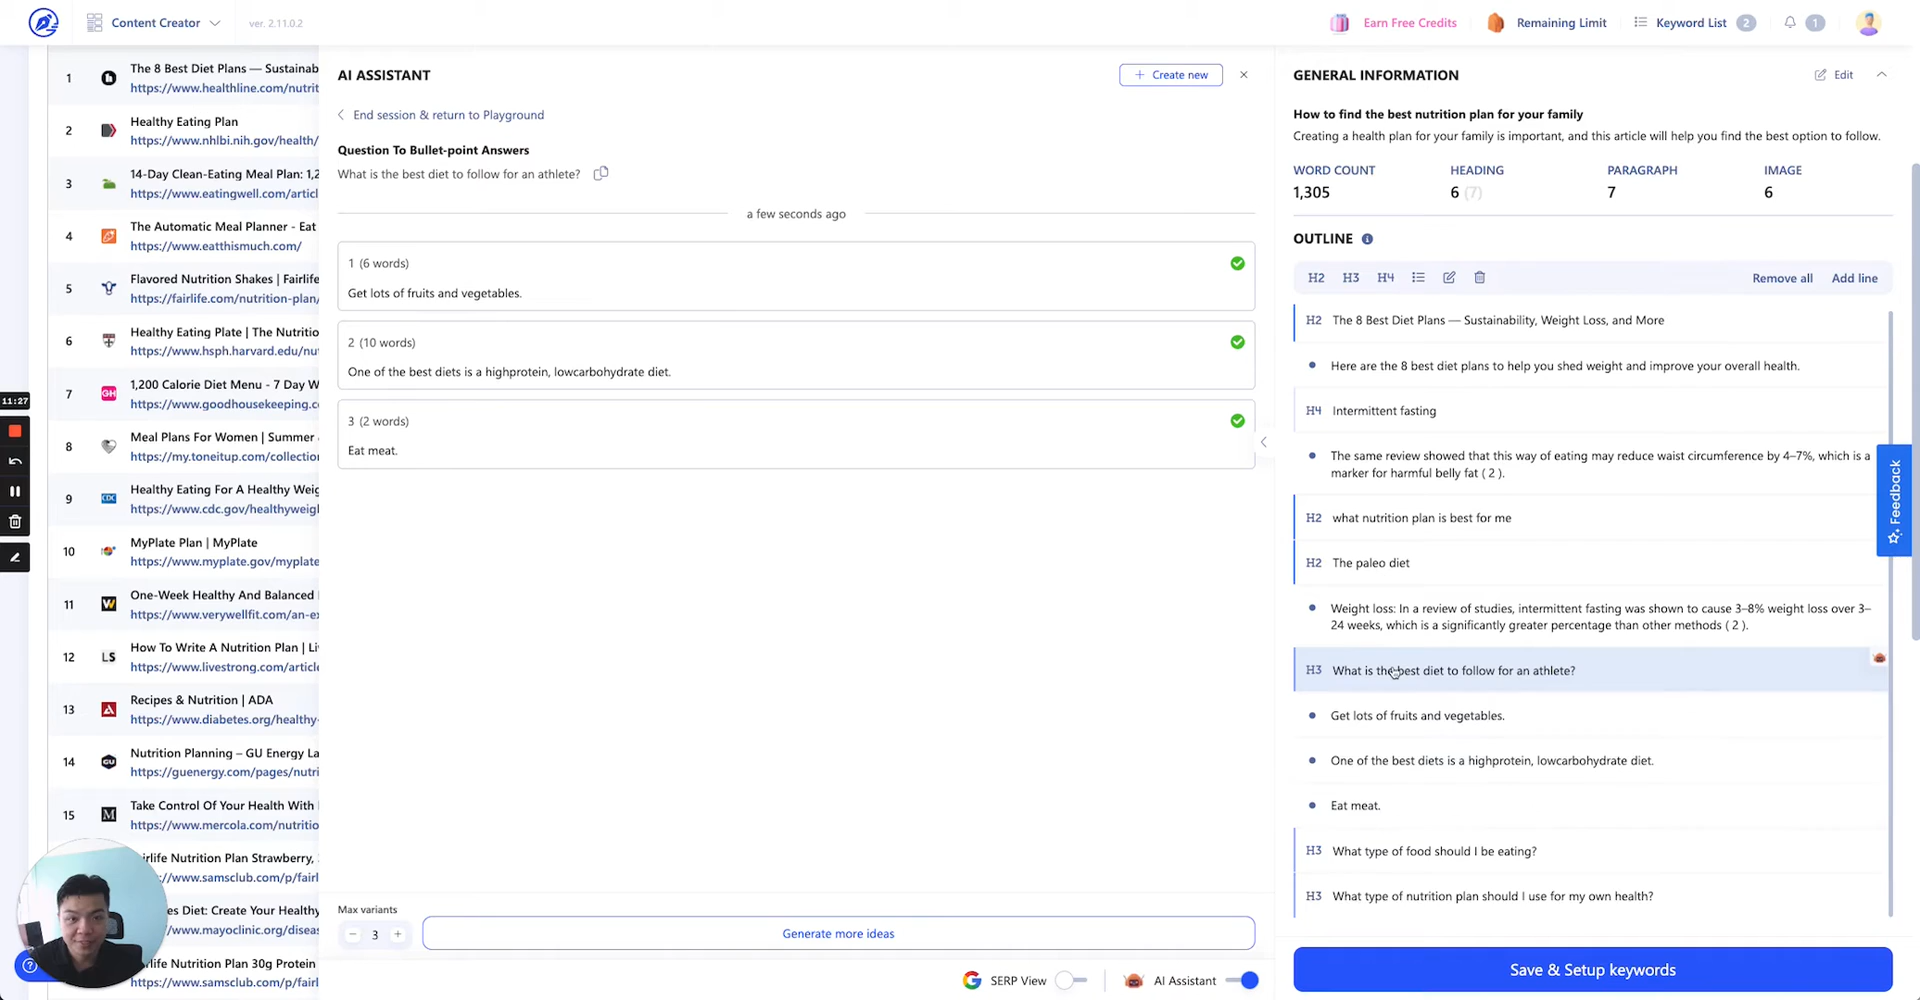 Content Creator
ver. 2.11.0.2
Earn Free Credits
Remaining Limit
Keyword List 2
1
1
The 8 Best Diet Plans — Sustainab
https://www.healthline.com/nutrit
2
Healthy Eating Plan
https://www.nhlbi.nih.gov/health/
3
14-Day Clean-Eating Meal Plan: 1,2
https://www.eatingwell.com/articl
4
The Automatic Meal Planner - Eat
https://www.eatthismuch.com/
5
Flavored Nutrition Shakes | Fairlife
https://fairlife.com/nutrition-plan/
6
Healthy Eating Plate | The Nutritio
https://www.hsph.harvard.edu/nut
7
GH
1,200 Calorie Diet Menu - 7 Day W
https://www.goodhousekeeping.co
8
Meal Plans For Women | Summer
https://my.toneitup.com/collection
9
CDC
Healthy Eating For A Healthy Weig
https://www.cdc.gov/healthyweigl
10
MyPlate Plan | MyPlate
https://www.myplate.gov/myplate
11
One-Week Healthy And Balanced
https://www.verywellfit.com/an-ex
12
LS
How To Write A Nutrition Plan | Li
https://www.livestrong.com/article
13
Recipes & Nutrition | ADA
https://www.diabetes.org/healthy-
14
GU
Nutrition Planning – GU Energy La
https://guenergy.com/pages/nutri
15
M
Take Control Of Your Health With
https://www.mercola.com/nutritio
irlife Nutrition Plan Strawberry,
s://www.samsclub.com/p/fairl
es Diet: Create Your Healthy
/www.mayoclinic.org/diseas
irlife Nutrition Plan 30g Protein
s://www.samsclub.com/p/fairl
11:27
AI ASSISTANT
+ Create new
End session & return to Playground
Question To Bullet-point Answers
What is the best diet to follow for an athlete?
a few seconds ago
1 (6 words)
Get lots of fruits and vegetables.
2 (10 words)
One of the best diets is a highprotein, lowcarbohydrate diet.
3 (2 words)
Eat meat.
Max variants
− 3 +
Generate more ideas
SERP View
AI Assistant
GENERAL INFORMATION
Edit
How to find the best nutrition plan for your family
Creating a health plan for your family is important, and this article will help you find the best option to follow.
WORD COUNT HEADING PARAGRAPH IMAGE
1,305 6 (7) 7 6
OUTLINE
H2 H3 H4 Remove all Add line
H2 The 8 Best Diet Plans — Sustainability, Weight Loss, and More
Here are the 8 best diet plans to help you shed weight and improve your overall health.
H4 Intermittent fasting
The same review showed that this way of eating may reduce waist circumference by 4–7%, which is a
marker for harmful belly fat ( 2 ).
H2 what nutrition plan is best for me
H2 The paleo diet
Weight loss: In a review of studies, intermittent fasting was shown to cause 3–8% weight loss over 3–
24 weeks, which is a significantly greater percentage than other methods ( 2 ).
H3 What is the best diet to follow for an athlete?
Get lots of fruits and vegetables.
One of the best diets is a highprotein, lowcarbohydrate diet.
Eat meat.
H3 What type of food should I be eating?
H3 What type of nutrition plan should I use for my own health?
Save & Setup keywords
Feedback